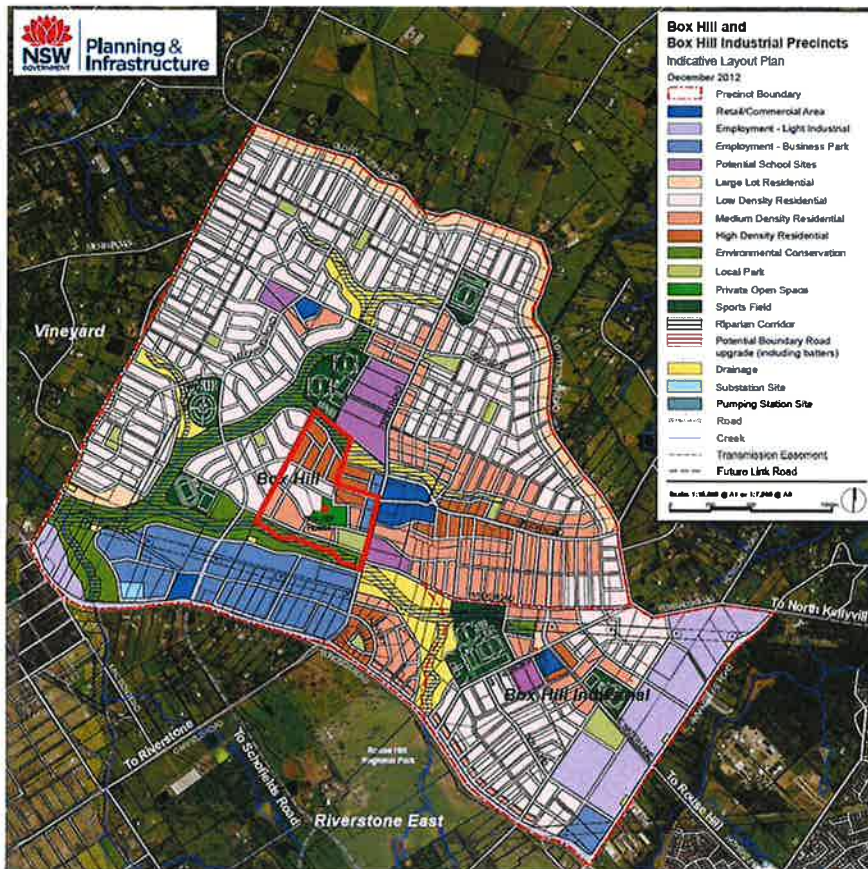 NSW
GOVERNMENT
Planning &
Infrastructure
Box Hill and
Box Hill Industrial Precincts
Indicative Layout Plan
December 2012
Precinct Boundary
Retail/Commercial Area
Employment - Light Industrial
Employment - Business Park
Potential School Sites
Large Lot Residential
Low Density Residential
Medium Density Residential
High Density Residential
Environmental Conservation
Local Park
Private Open Space
Sports Field
Riparian Corridor
Potential Boundary Road
upgrade (including batters)
Drainage
Substation Site
Pumping Station Site
Road
Creek
Transmission Easement
Future Link Road
Vineyard
Box Hill
To North Kellyville
Box Hill Industrial
To Riverstone
To Schofields Road
Rouse Hill
Regional Park
To Rouse Hill
Riverstone East